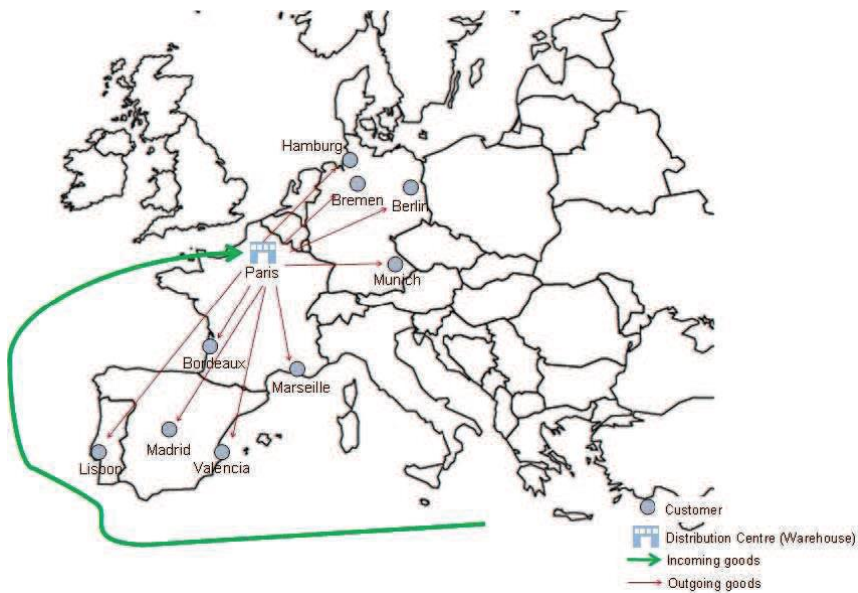 Hamburg
Bremen
Berlin
Paris
Munich
Bordeaux
Marseille
Madrid
Lisbon
Valencia
Customer
Distribution Centre (Warehouse)
Incoming goods
Outgoing goods